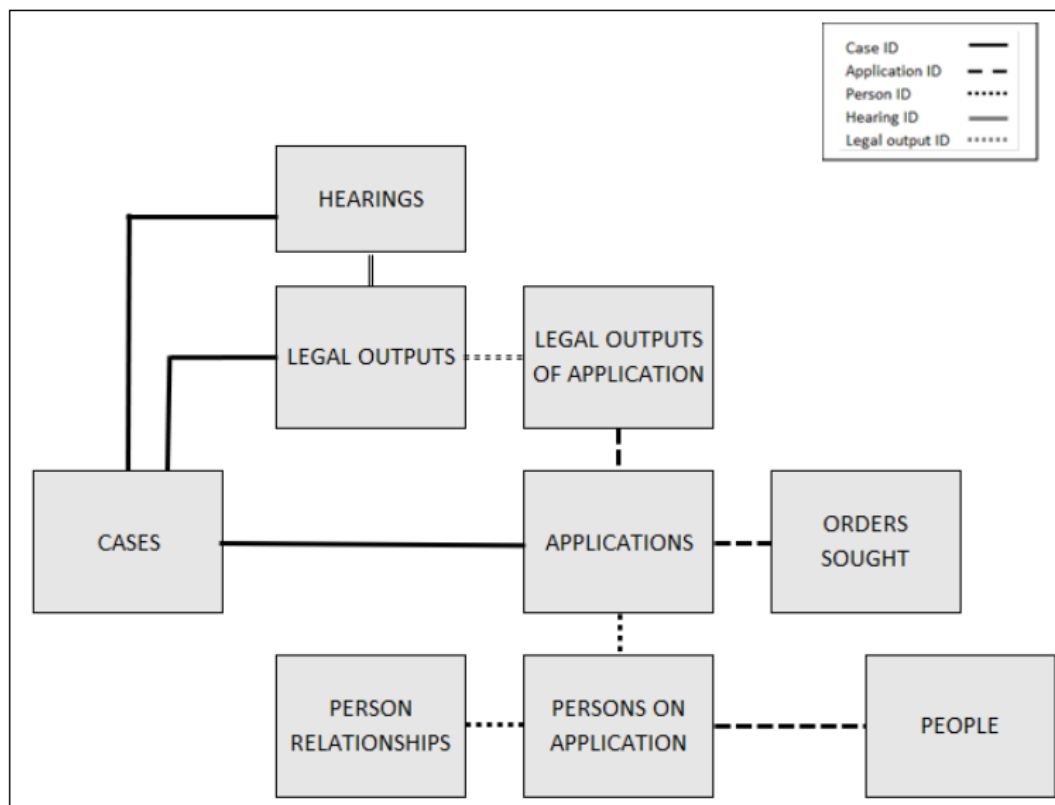 Case ID
Application ID
Person ID
Hearing ID
Legal output ID
HEARINGS
LEGAL OUTPUTS
LEGAL OUTPUTS
OF APPLICATION
CASES
APPLICATIONS
ORDERS
SOUGHT
PERSON
RELATIONSHIPS
PERSONS ON
APPLICATION
PEOPLE